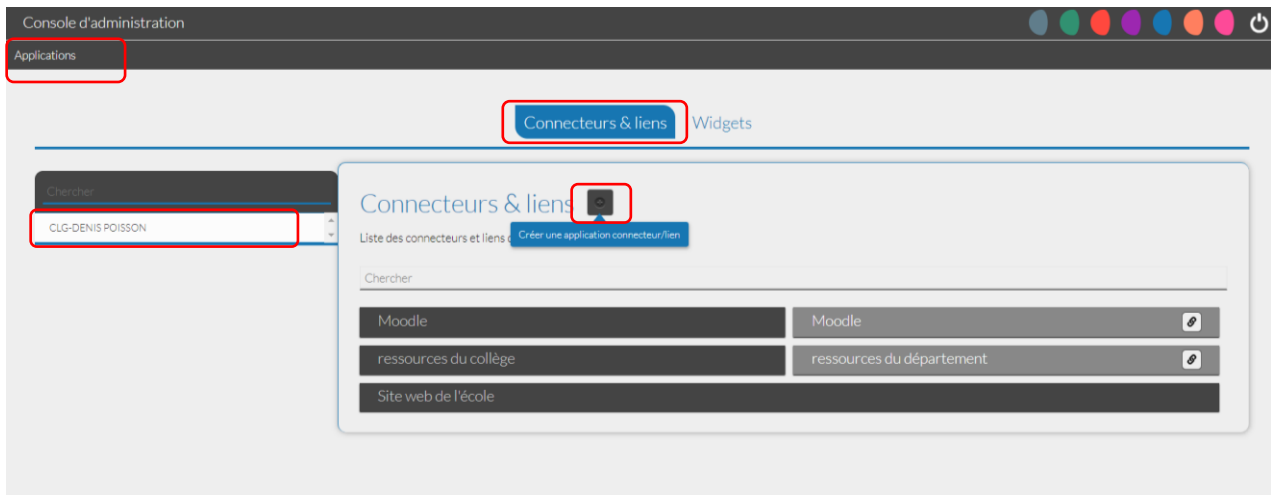 Console d'administration
Applications
Connecteurs & liens Widgets
Chercher
CLG-DENIS POISSON
Connecteurs & liens
Créer une application connecteur/lien
Liste des connecteurs et liens
Chercher
Moodle Moodle
ressources du collège ressources du département
Site web de l'école